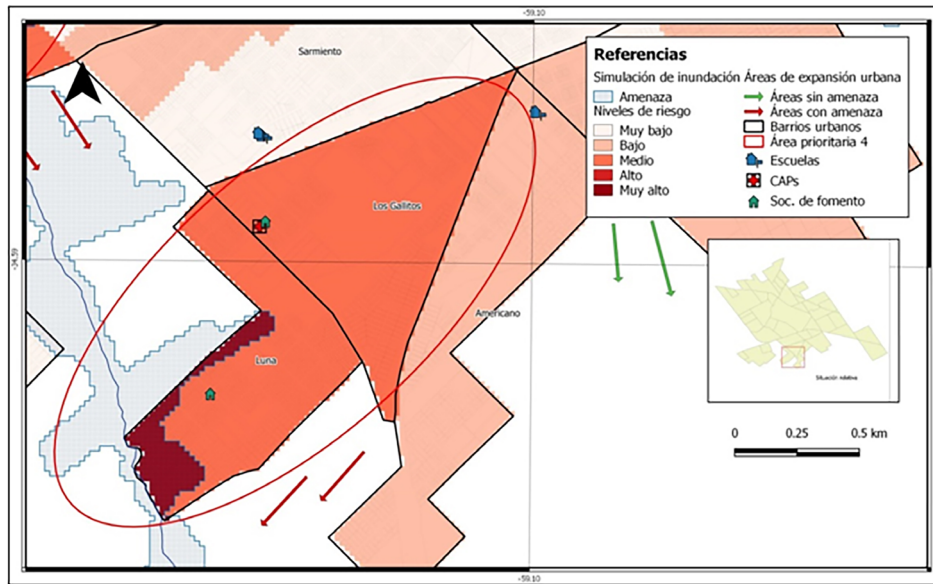 -59.10
Sarmiento
Los Gallitos
Americano
Luna
-34.59
Referencias
Simulación de inundación
Amenaza
Niveles de riesgo
Muy bajo
Bajo
Medio
Alto
Muy alto
Áreas de expansión urbana
Áreas sin amenaza
Áreas con amenaza
Barrios urbanos
Área prioritaria 4
Escuelas
CAPs
Soc. de fomento
Situación relativa
0 0.25 0.5 km
-59.10